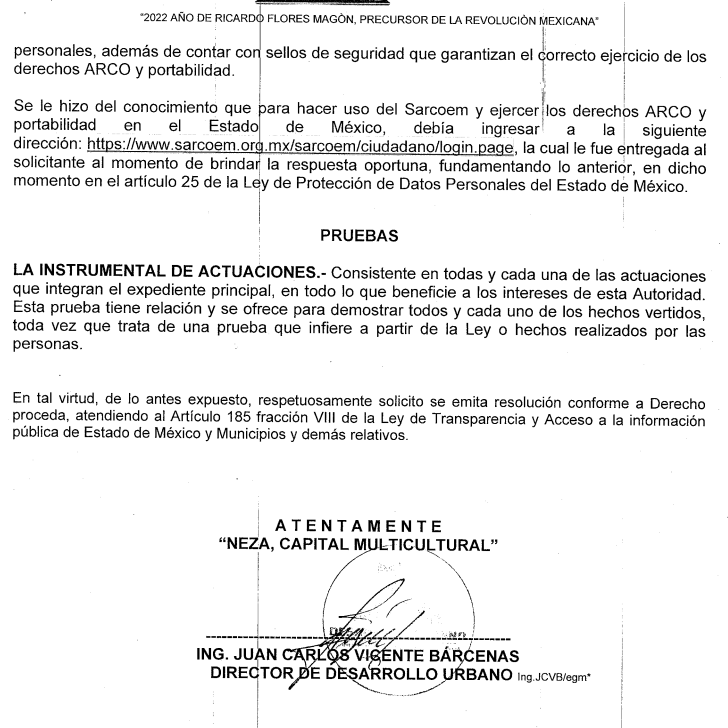 "2022 AÑO DE RICARDO FLORES MAGÒN, PRECURSOR DE LA REVOLUCIÒN MEXICANA"
personales, además de contar con sellos de seguridad que garantizan el correcto ejercicio de los
derechos ARCO y portabilidad.
Se le hizo del conocimiento que para hacer uso del Sarcoem y ejercer los derechos ARCO y
portabilidad en el Estado de México, debía ingresar a la siguiente
dirección: https://www.sarcoem.org.mx/sarcoem/ciudadano/login.page, la cual le fue entregada al
solicitante al momento de brindar la respuesta oportuna, fundamentando lo anterior, en dicho
momento en el artículo 25 de la Ley de Protección de Datos Personales del Estado de México.
PRUEBAS
LA INSTRUMENTAL DE ACTUACIONES.- Consistente en todas y cada una de las actuaciones
que integran el expediente principal, en todo lo que beneficie a los intereses de esta Autoridad.
Esta prueba tiene relación y se ofrece para demostrar todos y cada uno de los hechos vertidos,
toda vez que trata de una prueba que infiere a partir de la Ley o hechos realizados por las
personas.
En tal virtud, de lo antes expuesto, respetuosamente solicito se emita resolución conforme a Derecho
proceda, atendiendo al Artículo 185 fracción VIII de la Ley de Transparencia y Acceso a la información
pública de Estado de México y Municipios y demás relativos.
A T E N T A M E N T E
"NEZA, CAPITAL MULTICULTURAL"
ING. JUAN CARLOS VICENTE BÁRCENAS
DIRECTOR DE DESARROLLO URBANO Ing.JCVB/egm*